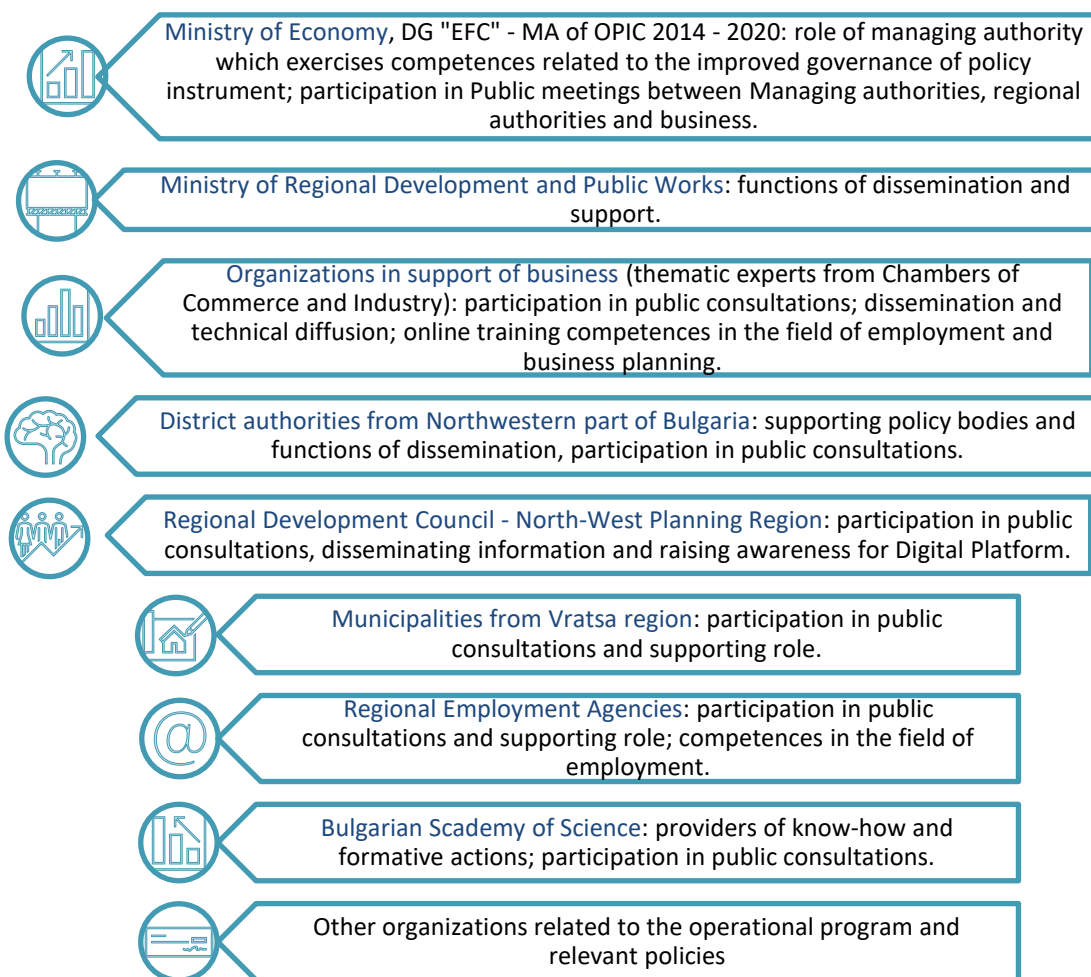 Ministry of Economy, DG "EFC" - MA of OPIC 2014 - 2020: role of managing authority
which exercises competences related to the improved governance of policy
instrument; participation in Public meetings between Managing authorities, regional
authorities and business.
Ministry of Regional Development and Public Works: functions of dissemination and
support.
Organizations in support of business (thematic experts from Chambers of
Commerce and Industry): participation in public consultations; dissemination and
technical diffusion; online training competences in the field of employment and
business planning.
District authorities from Northwestern part of Bulgaria: supporting policy bodies and
functions of dissemination, participation in public consultations.
Regional Development Council - North-West Planning Region: participation in public
consultations, disseminating information and raising awareness for Digital Platform.
Municipalities from Vratsa region: participation in public
consultations and supporting role.
@
Regional Employment Agencies: participation in public
consultations and supporting role; competences in the field of
employment.
Bulgarian Scademy of Science: providers of know-how and
formative actions; participation in public consultations.
Other organizations related to the operational program and
relevant policies